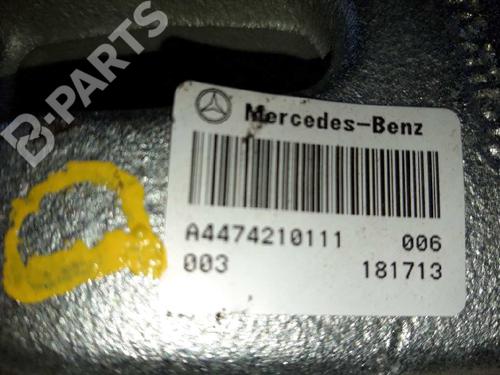 B-PARTS
Mercedes-Benz
A4474210111 006
003 181713